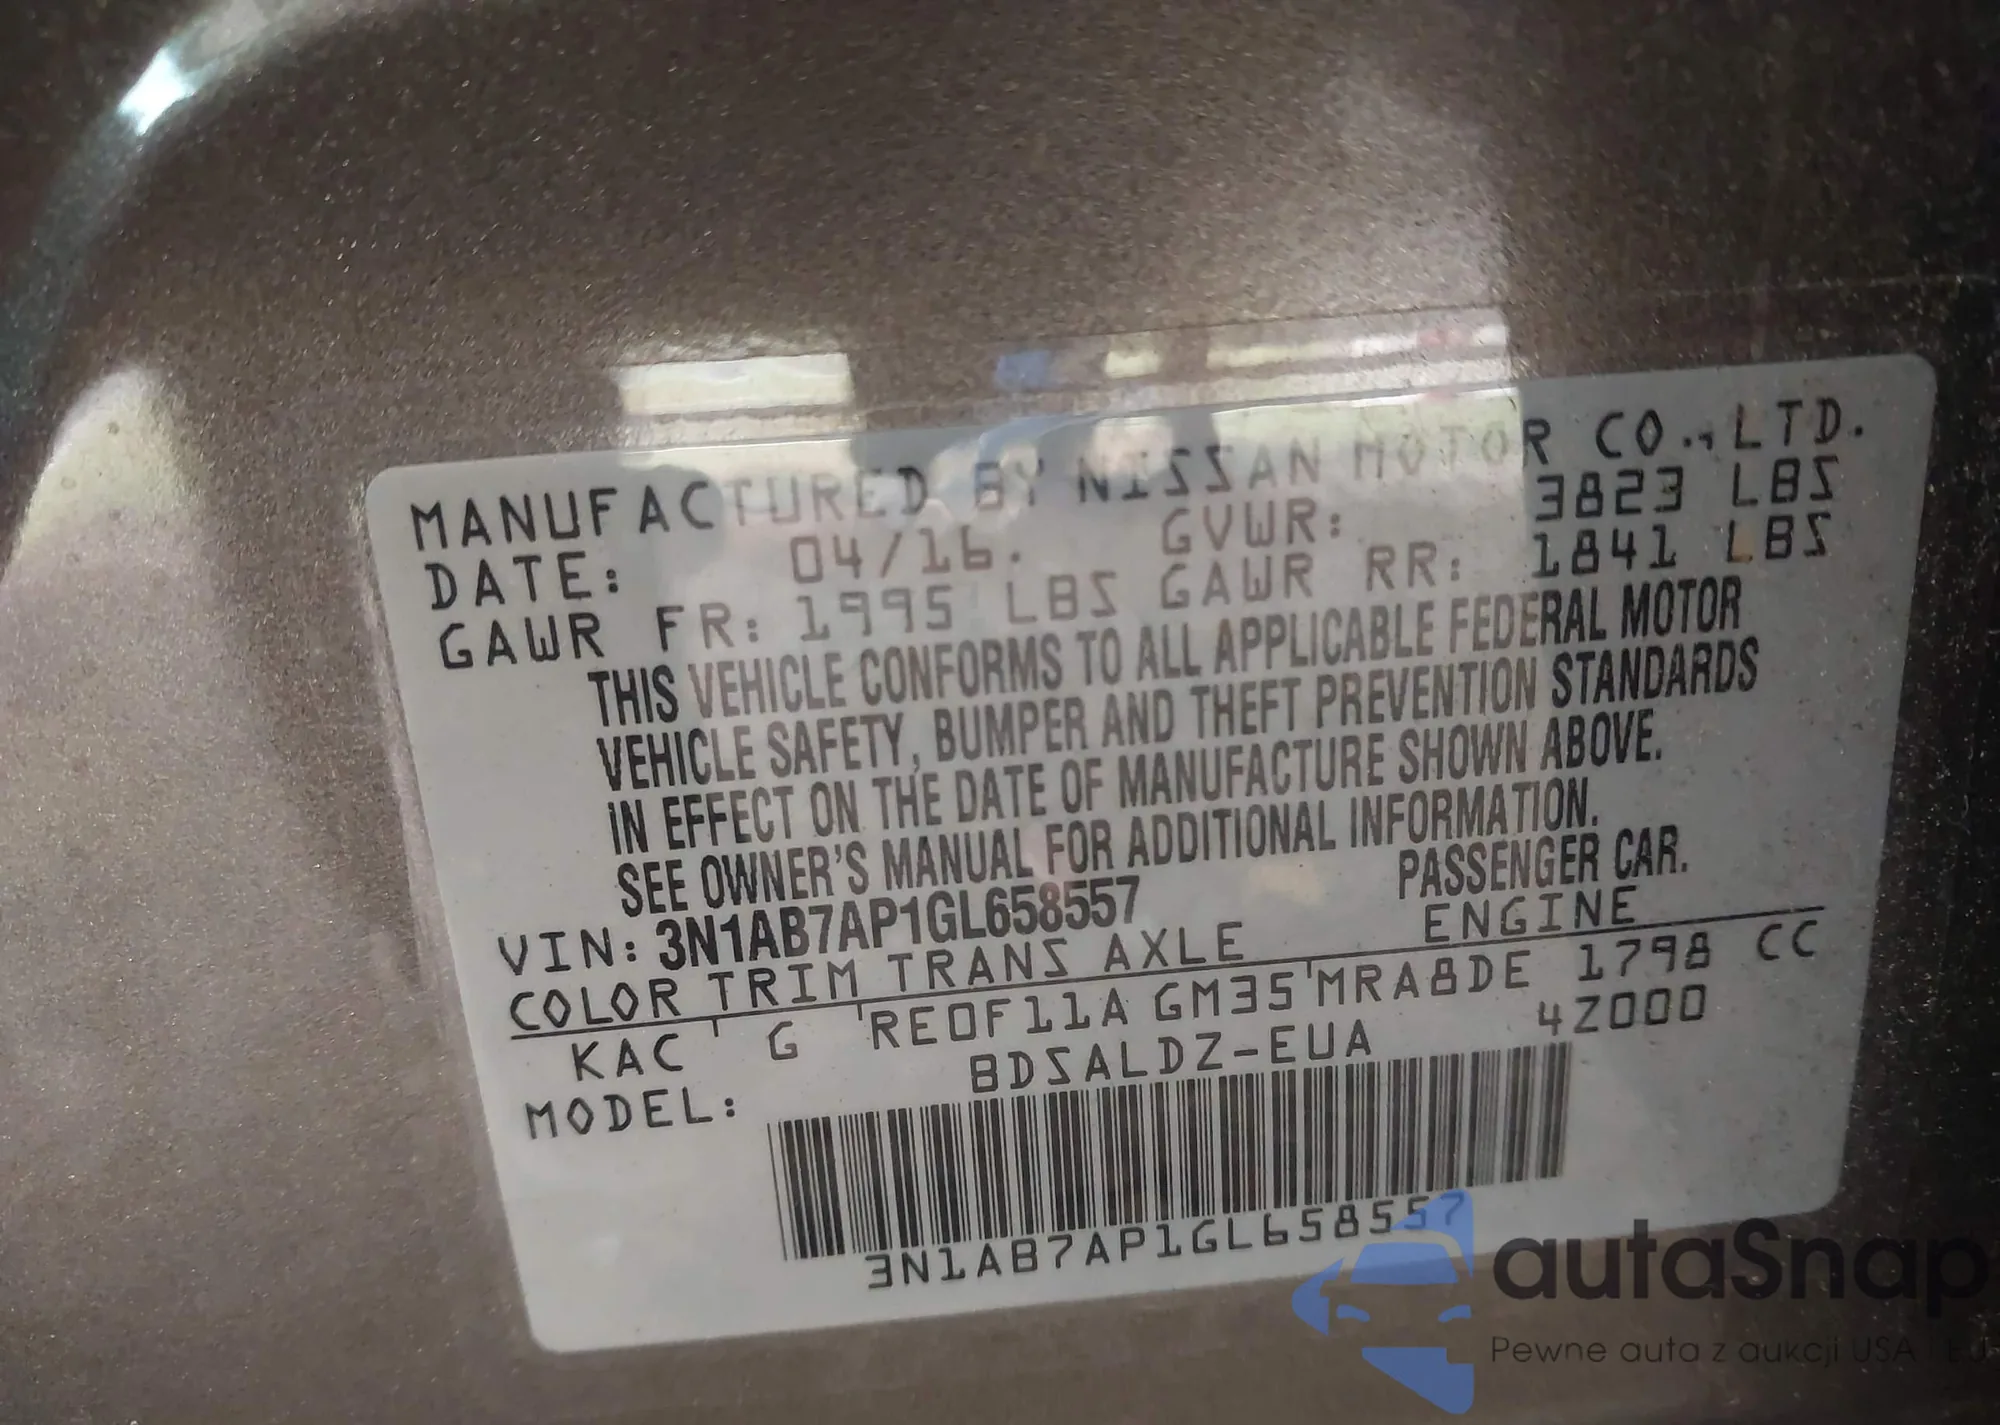 MANUFACTURED BY NISSAN MOTOR CO., LTD.
DATE: 04/16. GVWR: 3823 LBS
GAWR FR: 1995 LBS GAWR RR: 1841 LBS
THIS VEHICLE CONFORMS TO ALL APPLICABLE FEDERAL MOTOR
VEHICLE SAFETY, BUMPER AND THEFT PREVENTION STANDARDS
IN EFFECT ON THE DATE OF MANUFACTURE SHOWN ABOVE.
SEE OWNER'S MANUAL FOR ADDITIONAL INFORMATION.
VIN: 3N1AB7AP1GL658557 PASSENGER CAR.
COLOR TRIM TRANS AXLE ENGINE
KAC G RE0F11A GM35 MRA8DE 1798 CC
MODEL: BDSALDZ-EUA 4Z000
3N1AB7AP1GL658557
autaSnap
Pewne auta z aukcji USA